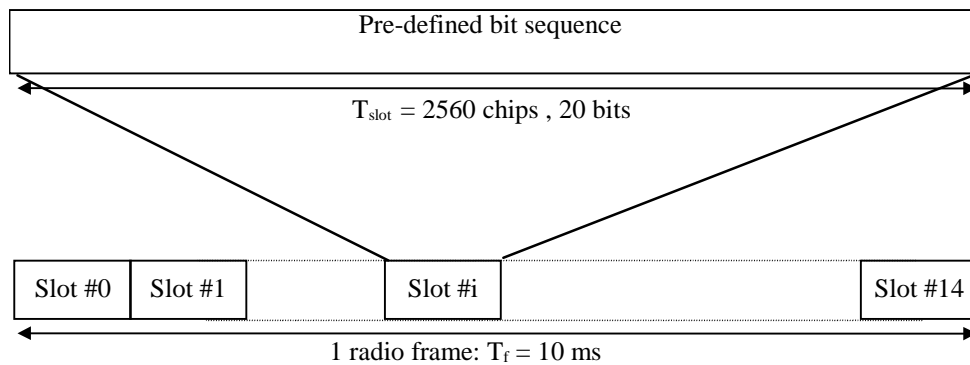 Pre-defined bit sequence
T_slot = 2560 chips , 20 bits
Slot #0 Slot #1 Slot #i Slot #14
1 radio frame: T_f = 10 ms